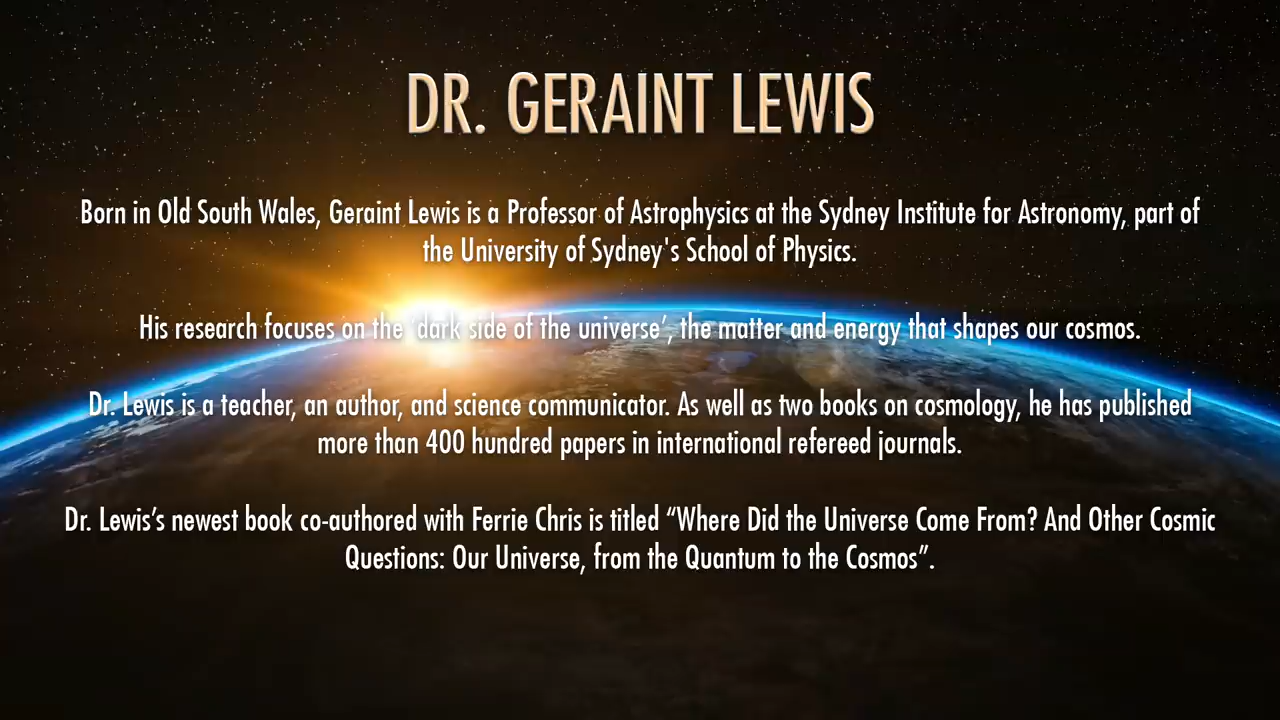 DR. GERAINT LEWIS
Born in Old South Wales, Geraint Lewis is a Professor of Astrophysics at the Sydney Institute for Astronomy, part of
the University of Sydney's School of Physics.
His research focuses on the ‘dark side of the universe’, the matter and energy that shapes our cosmos.
Dr. Lewis is a teacher, an author, and science communicator. As well as two books on cosmology, he has published
more than 400 hundred papers in international refereed journals.
Dr. Lewis’s newest book co-authored with Ferrie Chris is titled “Where Did the Universe Come From? And Other Cosmic
Questions: Our Universe, from the Quantum to the Cosmos”.